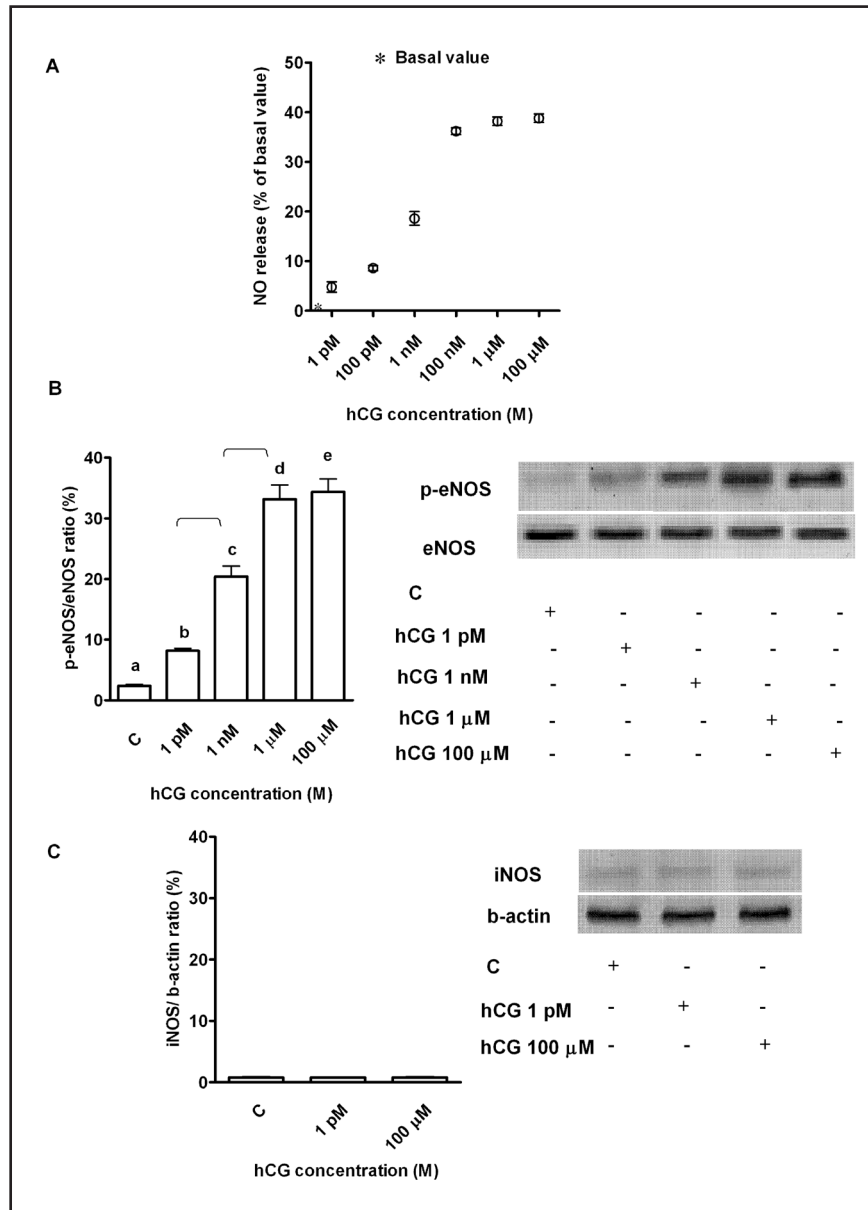 A
* Basal value
NO release (% of basal value)
50
40
30
20
10
0
*
1 pM
100 pM
1 nM
100 nM
1 μM
100 μM
hCG concentration (M)
B
p-eNOS/eNOS ratio (%)
40
30
20
10
0
a
b
c
d
e
C
1 pM
1 nM
1 μM
100 μM
hCG concentration (M)
p-eNOS
eNOS
C + - - - -
hCG 1 pM - + - - -
hCG 1 nM - - + - -
hCG 1 μM - - - + -
hCG 100 μM - - - - +
C
iNOS/ b-actin ratio (%)
40
30
20
10
0
C
1 pM
100 μM
hCG concentration (M)
iNOS
b-actin
C + - -
hCG 1 pM - + -
hCG 100 μM - - +